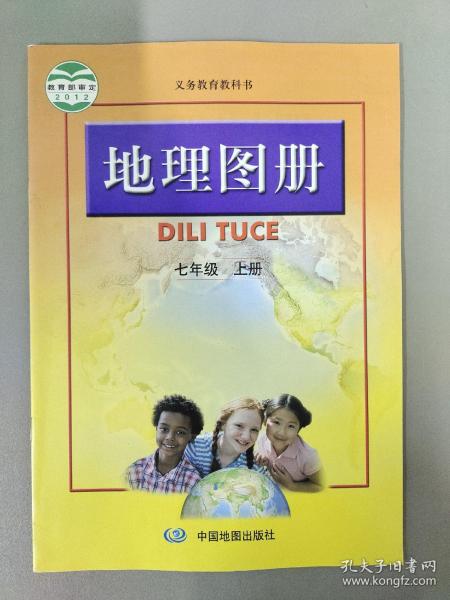 义务教育教科书
教育部审定
2012
地理图册
DILI TUCE
七年级 上册
中国地图出版社
孔夫子旧书网
www.kongfz.com